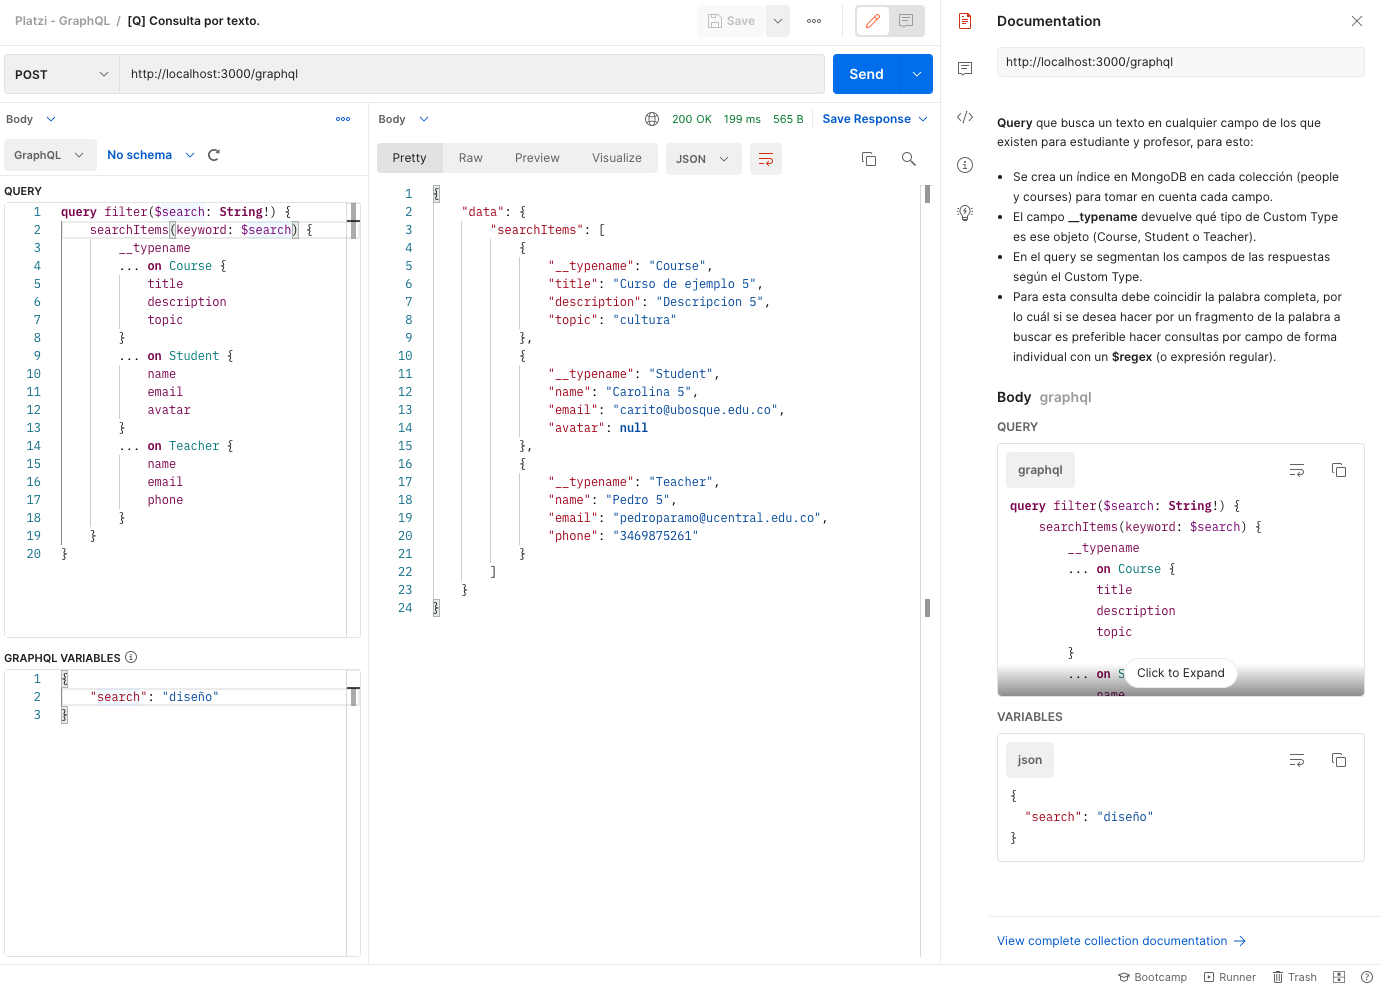 Platzi - GraphQL / [Q] Consulta por texto.
Save
POST
http://localhost:3000/graphql
Send
Body
GraphQL
No schema
QUERY
1 query filter($search: String!) {
2 searchItems(keyword: $search) {
3 __typename
4 ... on Course {
5 title
6 description
7 topic
8 }
9 ... on Student {
10 name
11 email
12 avatar
13 }
14 ... on Teacher {
15 name
16 email
17 phone
18 }
19 }
20 }
GRAPHQL VARIABLES
1 {
2 "search": "diseño"
3 }
Body
200 OK 199 ms 565 B Save Response
Pretty Raw Preview Visualize JSON
1 {
2 "data": {
3 "searchItems": [
4 {
5 "__typename": "Course",
6 "title": "Curso de ejemplo 5",
7 "description": "Descripcion 5",
8 "topic": "cultura"
9 },
10 {
11 "__typename": "Student",
12 "name": "Carolina 5",
13 "email": "carito@ubosque.edu.co",
14 "avatar": null
15 },
16 {
17 "__typename": "Teacher",
18 "name": "Pedro 5",
19 "email": "pedroparamo@ucentral.edu.co",
20 "phone": "3469875261"
21 }
22 ]
23 }
24 }
Documentation
http://localhost:3000/graphql
Query que busca un texto en cualquier campo de los que
existen para estudiante y profesor, para esto:
• Se crea un índice en MongoDB en cada colección (people
y courses) para tomar en cuenta cada campo.
• El campo __typename devuelve qué tipo de Custom Type
es ese objeto (Course, Student o Teacher).
• En el query se segmentan los campos de las respuestas
según el Custom Type.
• Para esta consulta debe coincidir la palabra completa, por
lo cuál si se desea hacer por un fragmento de la palabra a
buscar es preferible hacer consultas por campo de forma
individual con un $regex (o expresión regular).
Body graphql
QUERY
graphql
query filter($search: String!) {
searchItems(keyword: $search) {
__typename
... on Course {
title
description
topic
}
... on S
Click to Expand
name
VARIABLES
json
{
"search": "diseño"
}
View complete collection documentation →
Bootcamp Runner Trash